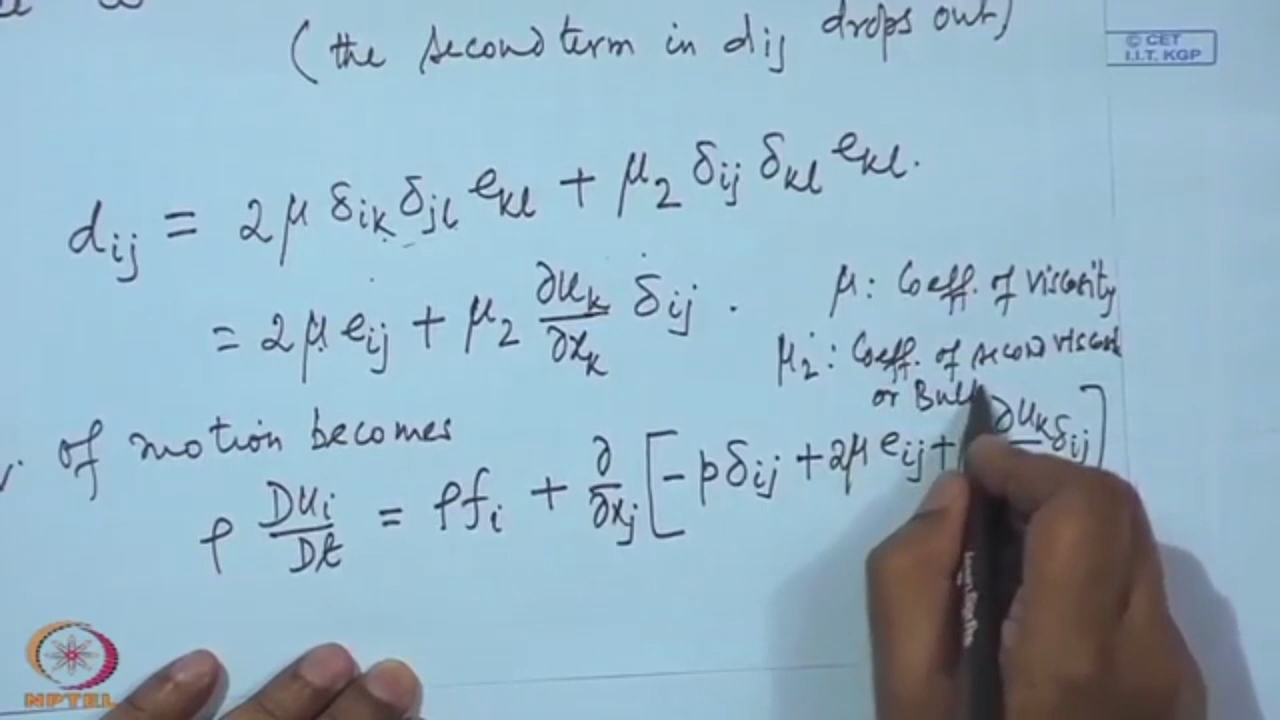 (the second term in dij drops out)
© CET
I.I.T. KGP
dij = 2μ δik δjl ekl + μ2 δij δkl ekl.
= 2μ eij + μ2 ∂uk/∂xk δij .
μ: Coeff. of viscosity
μ2: Coeff. of second viscosi
or Bulk
of motion becomes
ρ Dui/Dt = ρfi + ∂/∂xj [-pδij + 2μ eij + ∂uk δij]
NPTEL